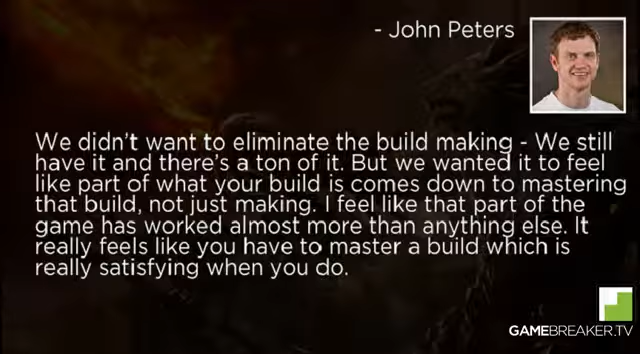 - John Peters
We didn't want to eliminate the build making - We still
have it and there's a ton of it. But we wanted it to feel
like part of what your build is comes down to mastering
that build, not just making. I feel like that part of the
game has worked almost more than anything else. It
really feels like you have to master a build which is
really satisfying when you do.
GAMEBREAKER.TV